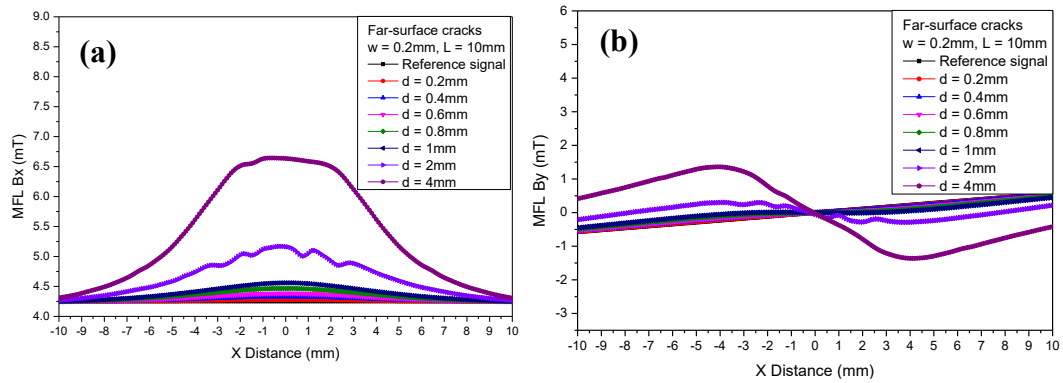 (a)
Far-surface cracks
w = 0.2mm, L = 10mm
Reference signal
d = 0.2mm
d = 0.4mm
d = 0.6mm
d = 0.8mm
d = 1mm
d = 2mm
d = 4mm
MFL Bx (mT)
9.0
8.5
8.0
7.5
7.0
6.5
6.0
5.5
5.0
4.5
4.0
-10 -9 -8 -7 -6 -5 -4 -3 -2 -1 0 1 2 3 4 5 6 7 8 9 10
X Distance (mm)
(b)
Far-surface cracks
w = 0.2mm, L = 10mm
Reference signal
d = 0.2mm
d = 0.4mm
d = 0.6mm
d = 0.8mm
d = 1mm
d = 2mm
d = 4mm
MFL By (mT)
6
5
4
3
2
1
0
-1
-2
-3
-10 -9 -8 -7 -6 -5 -4 -3 -2 -1 0 1 2 3 4 5 6 7 8 9 10
X Distance (mm)